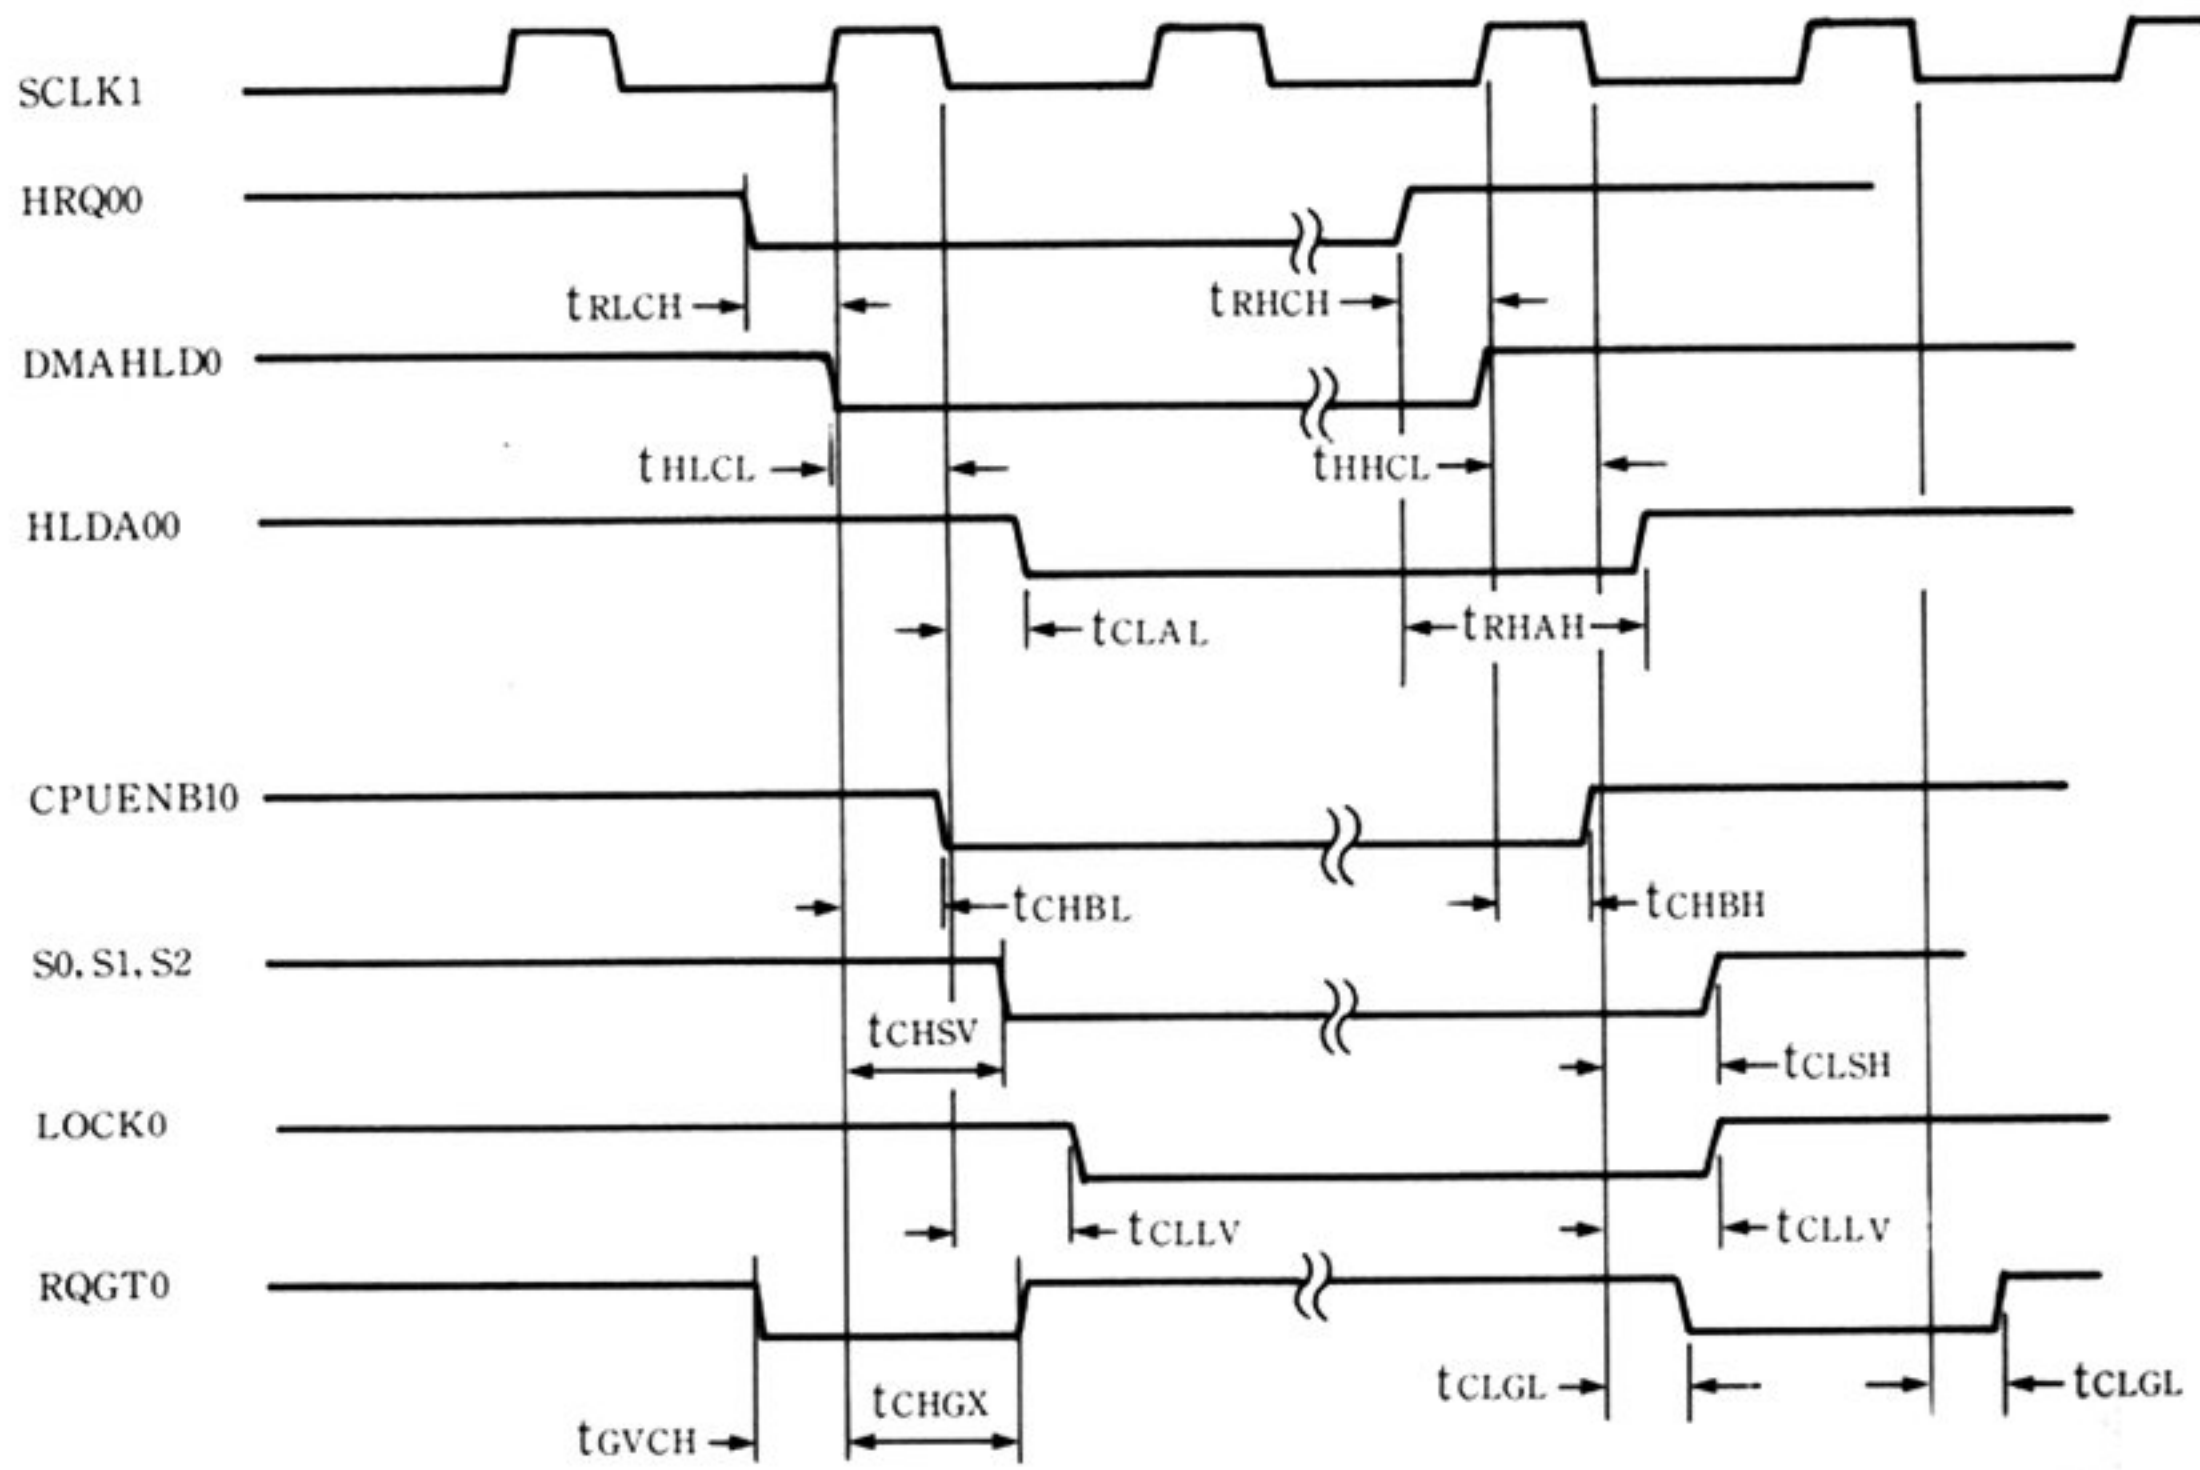 SCLK1
HRQ00
tRLCH tRHCH
DMAHLD0
tHLCL tHHCL
HLDA00
tCLAL tRHAH
CPUENB10
tCHBL tCHBH
S0, S1, S2
tCHSV
tCLSH
LOCK0
tCLLV tCLLV
RQGT0
tCLGL tCLGL
tCHGX
tGVCH